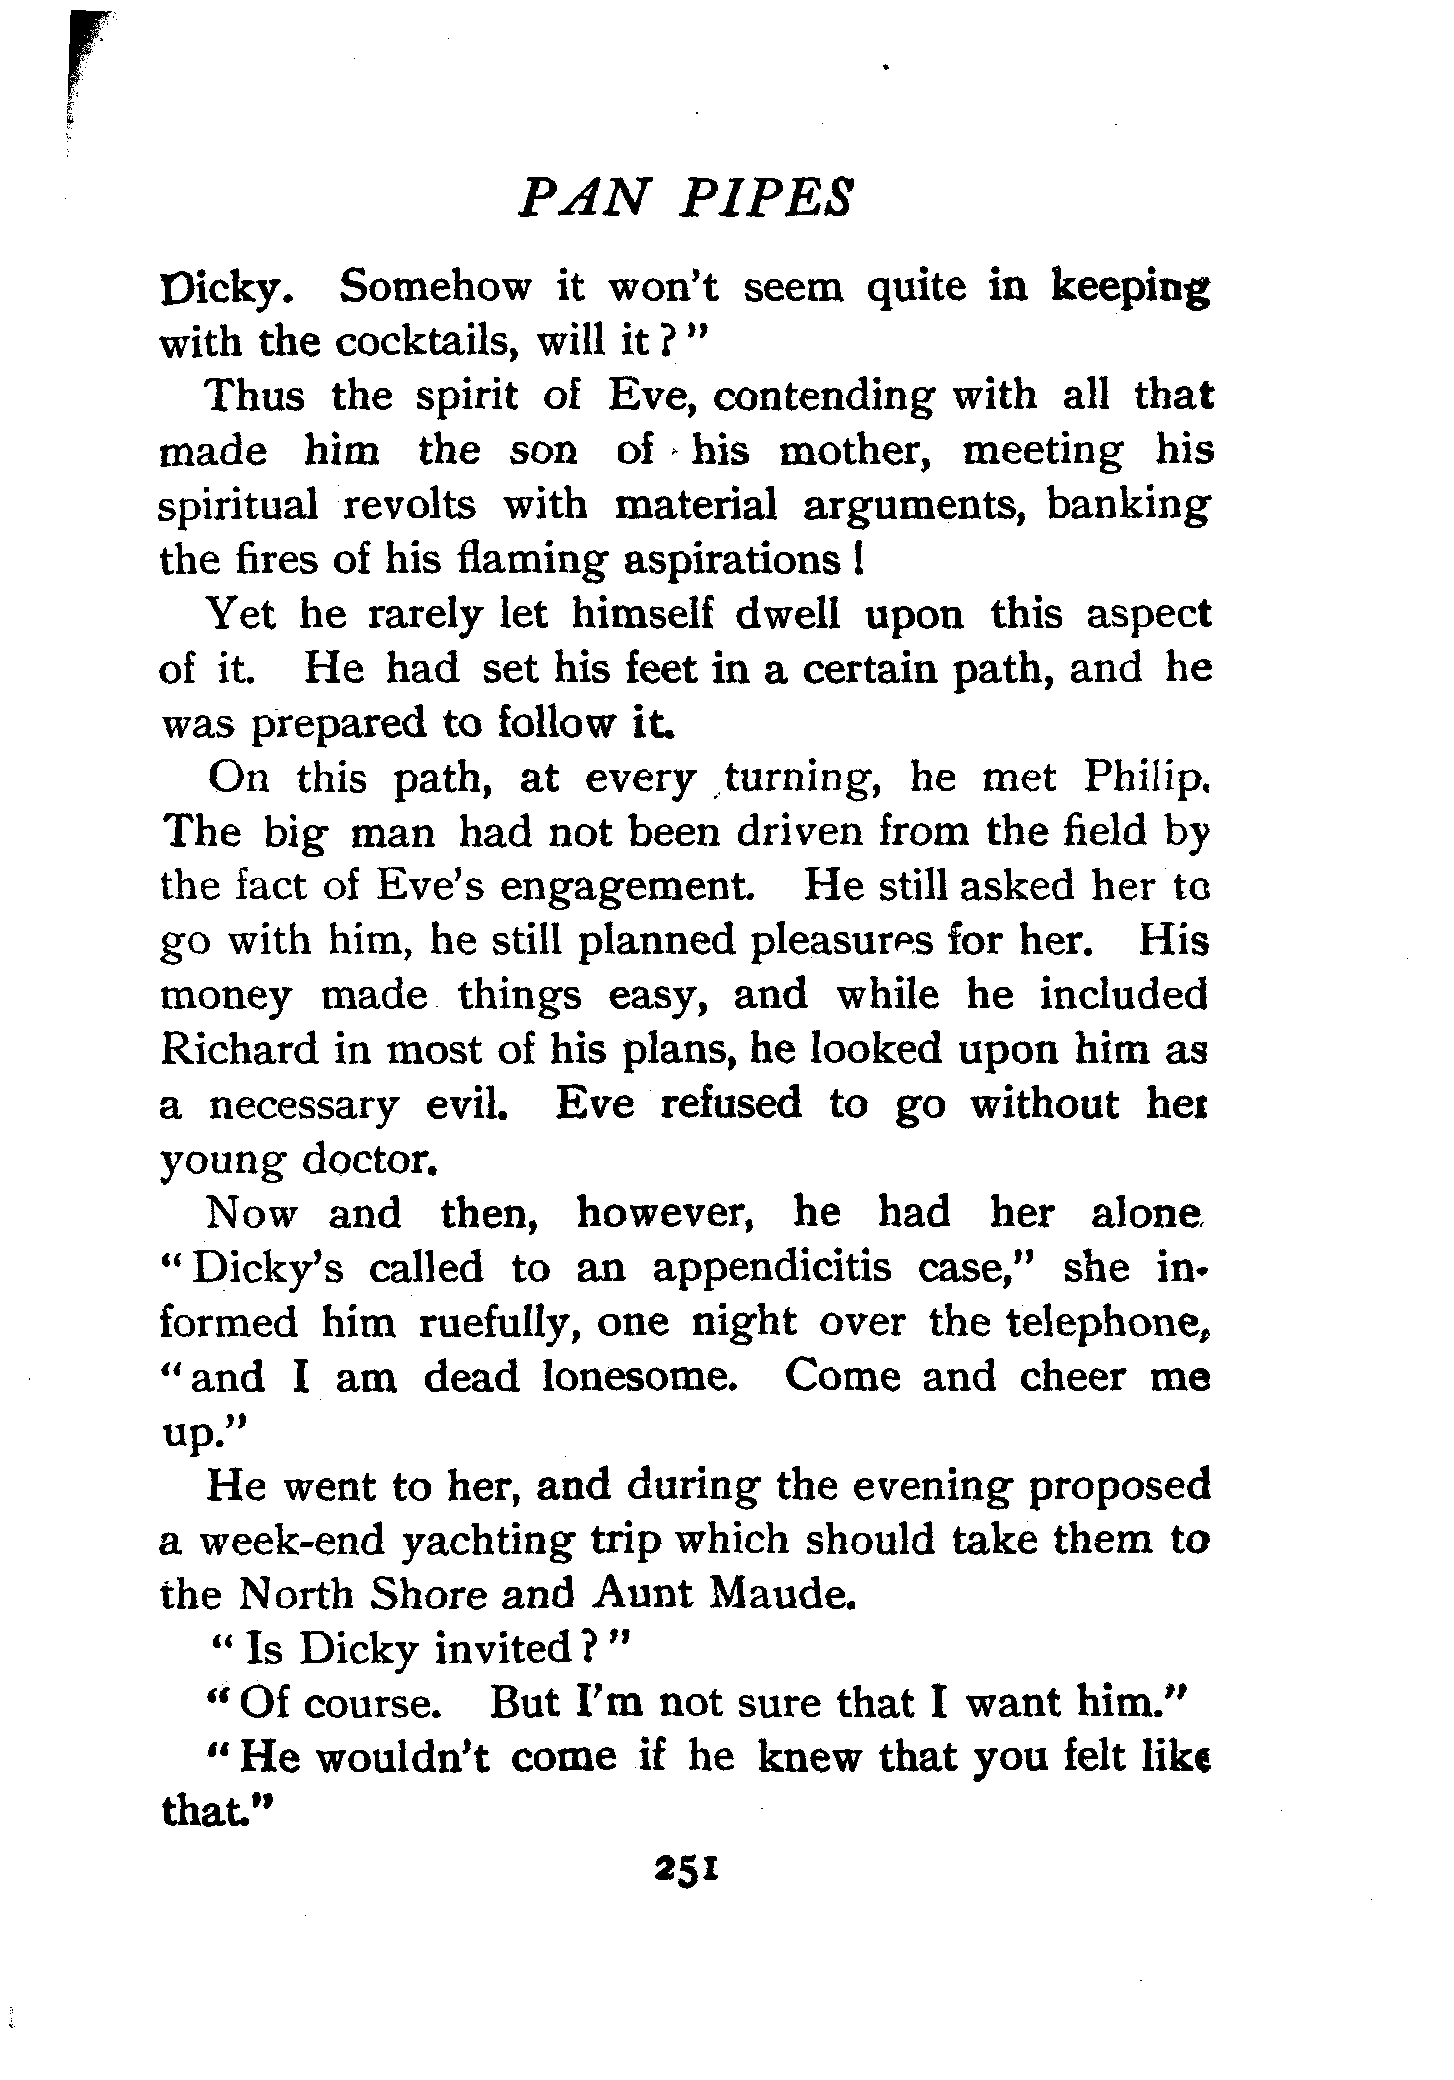 PAN PIPES
Dicky. Somehow it won't seem quite in keeping
with the cocktails, will it?"
Thus the spirit of Eve, contending with all that
made him the son of his mother, meeting his
spiritual revolts with material arguments, banking
the fires of his flaming aspirations!
Yet he rarely let himself dwell upon this aspect
of it. He had set his feet in a certain path, and he
was prepared to follow it.
On this path, at every turning, he met Philip.
The big man had not been driven from the field by
the fact of Eve's engagement. He still asked her to
go with him, he still planned pleasures for her. His
money made things easy, and while he included
Richard in most of his plans, he looked upon him as
a necessary evil. Eve refused to go without her
young doctor.
Now and then, however, he had her alone.
"Dicky's called to an appendicitis case," she in-
formed him ruefully, one night over the telephone,
"and I am dead lonesome. Come and cheer me
up."
He went to her, and during the evening proposed
a week-end yachting trip which should take them to
the North Shore and Aunt Maude.
"Is Dicky invited?"
"Of course. But I'm not sure that I want him."
"He wouldn't come if he knew that you felt like
that."
251